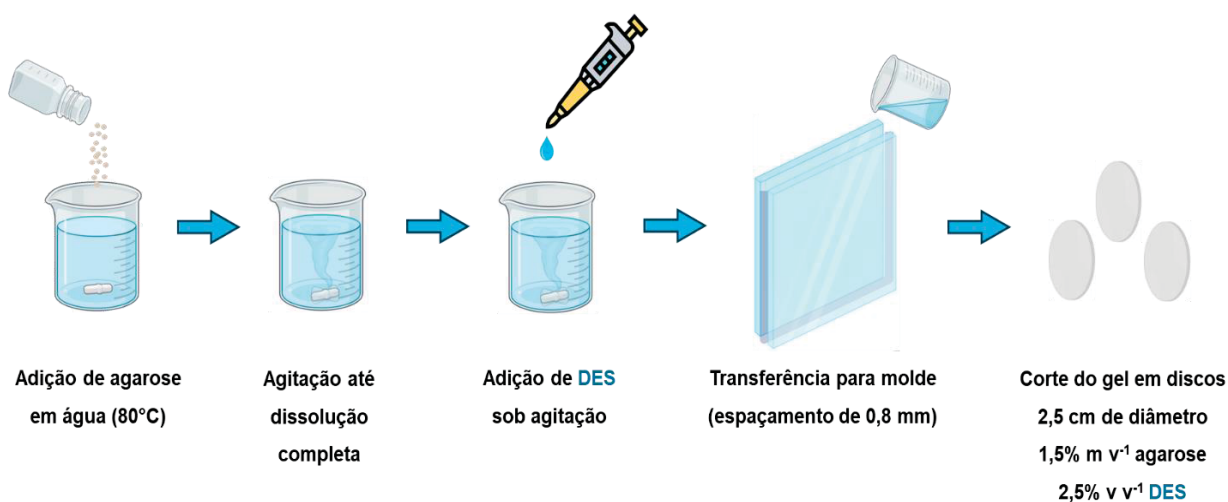 Adição de agarose
em água (80°C)
Agitação até
dissolução
completa
Adição de DES
sob agitação
Transferência para molde
(espaçamento de 0,8 mm)
Corte do gel em discos
2,5 cm de diâmetro
1,5% m v⁻¹ agarose
2,5% v v⁻¹ DES